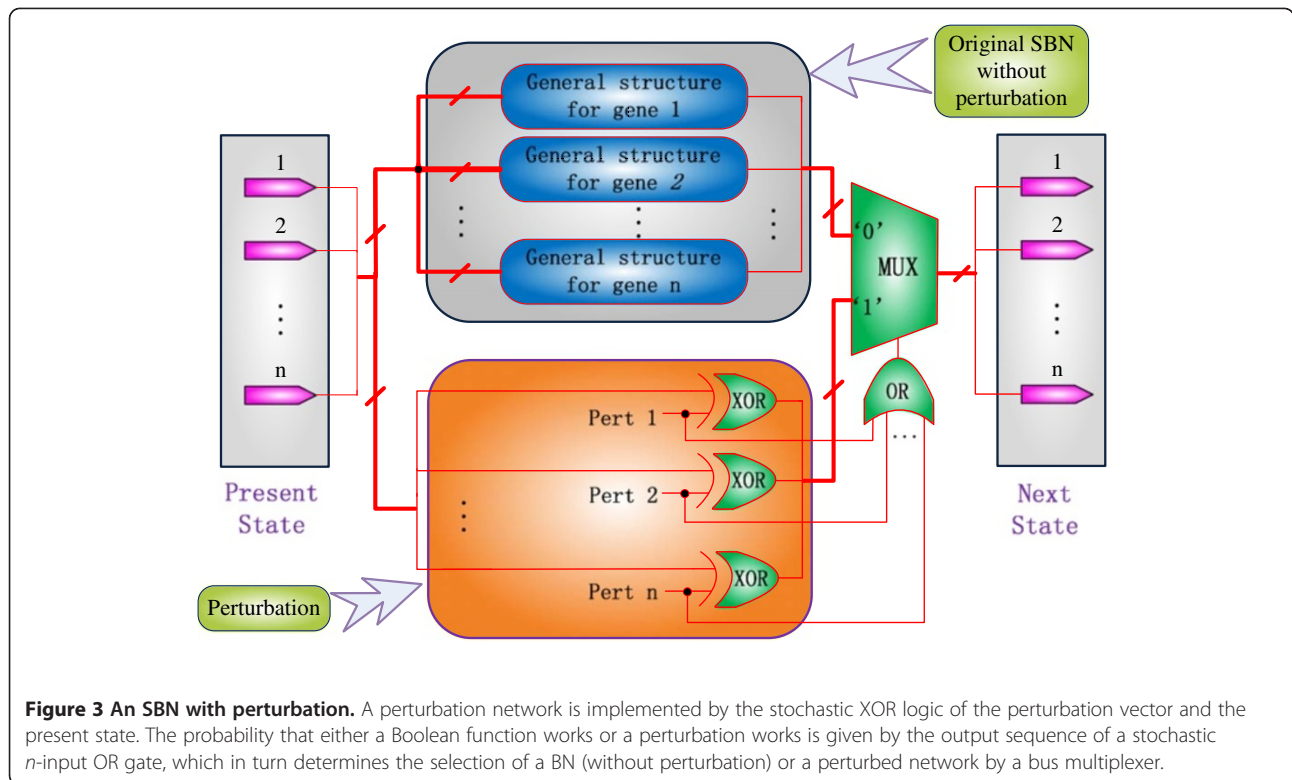 Original SBN
without
perturbation
General structure
for gene 1
General structure
for gene 2
General structure
for gene n
1
2
n
Present
State
'0'
'1'
MUX
OR
...
1
2
n
Next
State
Pert 1
XOR
Pert 2
XOR
Pert n
XOR
Perturbation
Figure 3 An SBN with perturbation. A perturbation network is implemented by the stochastic XOR logic of the perturbation vector and the
present state. The probability that either a Boolean function works or a perturbation works is given by the output sequence of a stochastic
n-input OR gate, which in turn determines the selection of a BN (without perturbation) or a perturbed network by a bus multiplexer.